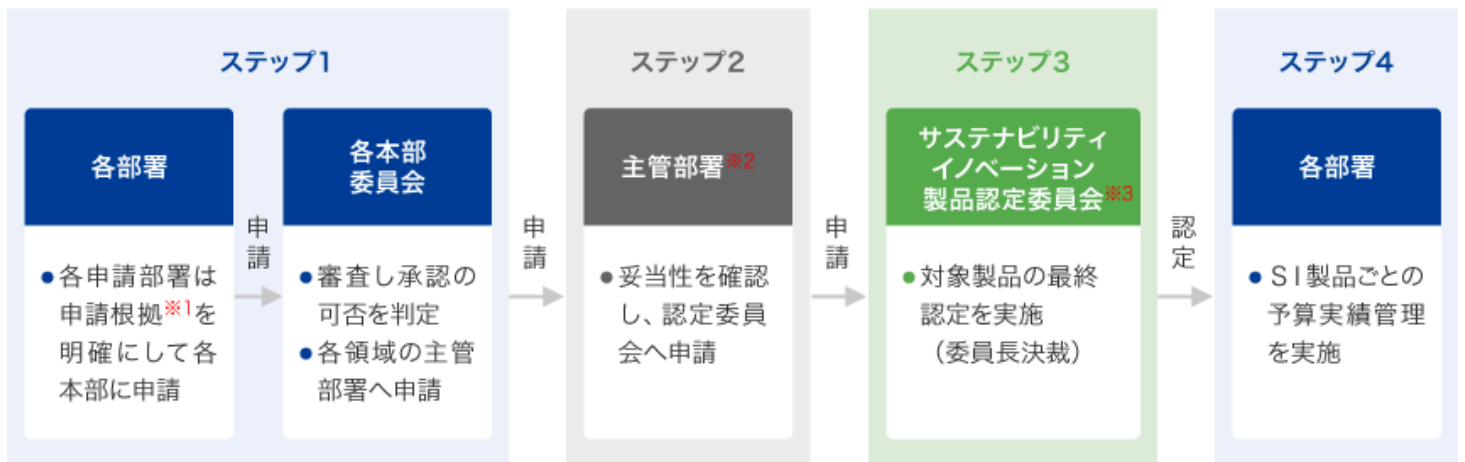 ステップ1
各部署
● 各申請部署は
申請根拠※1を
明確にして各
本部に申請
申請
各本部
委員会
● 審査し承認の
可否を判定
● 各領域の主管
部署へ申請
申請
ステップ2
主管部署※2
● 妥当性を確認
し、認定委員
会へ申請
申請
ステップ3
サステナビリティ
イノベーション
製品認定委員会※3
● 対象製品の最終
認定を実施
（委員長決裁）
認定
ステップ4
各部署
● SI製品ごとの
予算実績管理
を実施